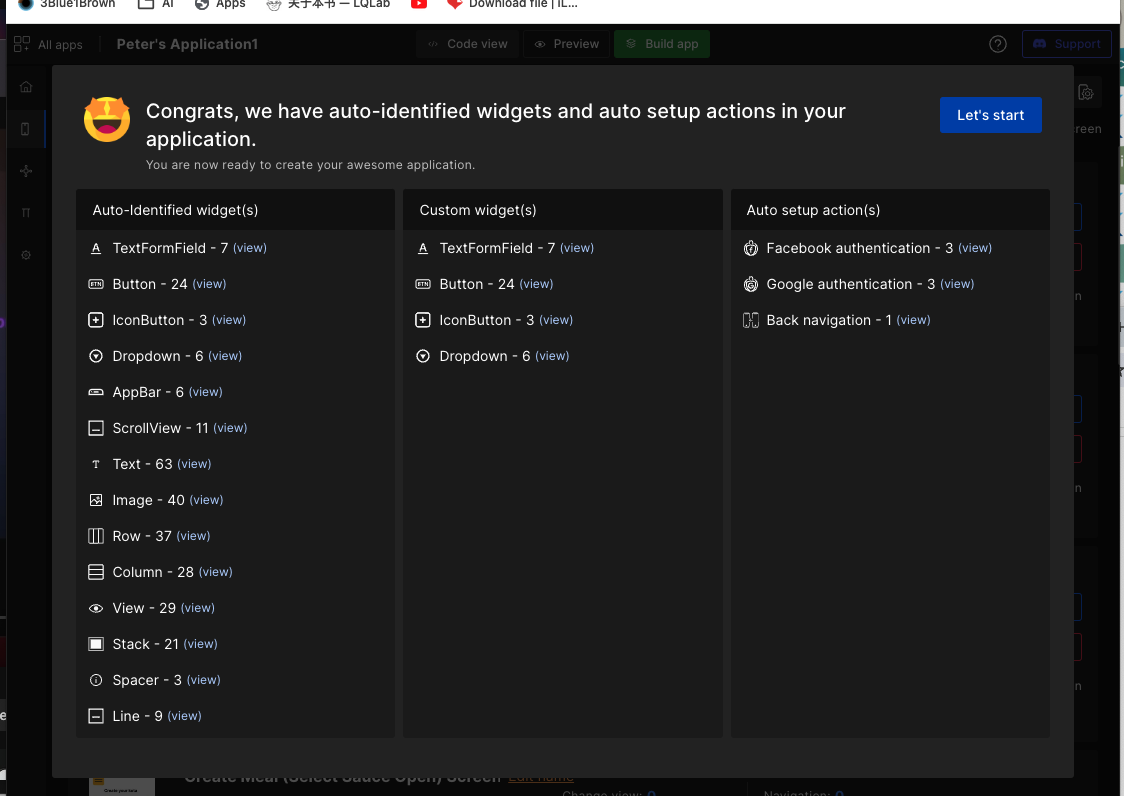 3Blue1Brown
AI
Apps
关于本书 — LQLab
Download file | iL...
All apps
Peter's Application1
Code view
Preview
Build app
Support
Congrats, we have auto-identified widgets and auto setup actions in your
application.
You are now ready to create your awesome application.
Let's start
Auto-Identified widget(s)
TextFormField - 7 (view)
Button - 24 (view)
IconButton - 3 (view)
Dropdown - 6 (view)
AppBar - 6 (view)
ScrollView - 11 (view)
Text - 63 (view)
Image - 40 (view)
Row - 37 (view)
Column - 28 (view)
View - 29 (view)
Stack - 21 (view)
Spacer - 3 (view)
Line - 9 (view)
Custom widget(s)
TextFormField - 7 (view)
Button - 24 (view)
IconButton - 3 (view)
Dropdown - 6 (view)
Auto setup action(s)
Facebook authentication - 3 (view)
Google authentication - 3 (view)
Back navigation - 1 (view)
Create Meal (Select Sauce Open) Screen
Edit name
Change view:
Navigation: